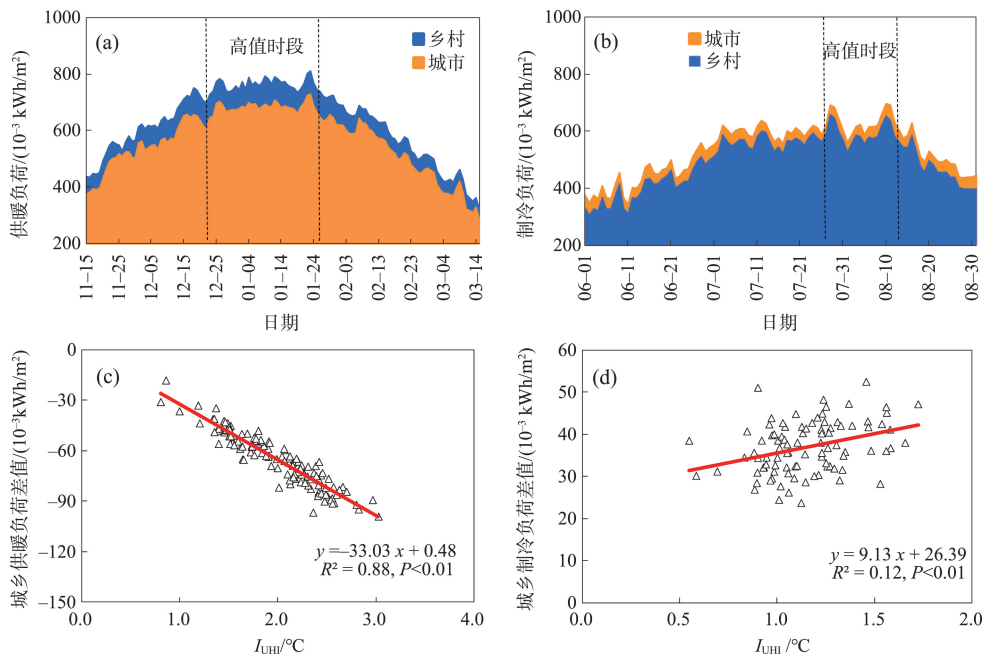 供暖负荷/(10⁻³ kWh/m²)
1000
800
600
400
200
(a)
高值时段
乡村
城市
11–15
11–25
12–05
12–15
12–25
01–04
01–14
01–24
02–03
02–13
02–23
03–04
03–14
日期
制冷负荷/(10⁻³ kWh/m²)
1000
800
600
400
200
(b)
高值时段
城市
乡村
06–01
06–11
06–21
07–01
07–11
07–21
07–31
08–10
08–20
08–30
日期
城乡供暖负荷差值/(10⁻³kWh/m²)
0
–30
–60
–90
–120
–150
(c)
y =–33.03 x + 0.48
R² = 0.88, P<0.01
0.0
1.0
2.0
3.0
4.0
I_UHI/°C
城乡制冷负荷差值/(10⁻³ kWh/m²)
60
50
40
30
20
10
0
(d)
y = 9.13 x + 26.39
R² = 0.12, P<0.01
0.0
0.5
1.0
1.5
2.0
I_UHI/°C